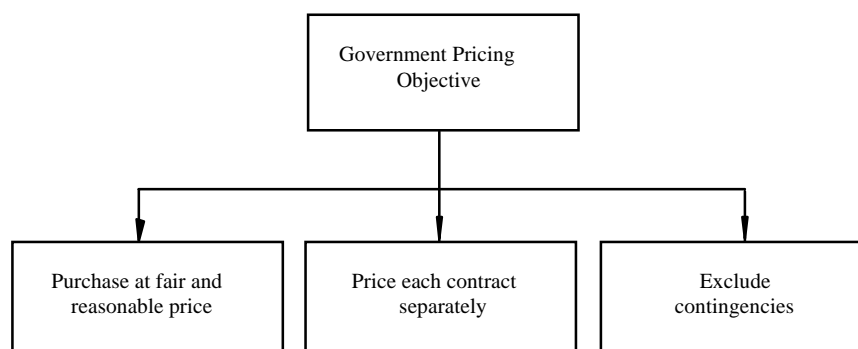 Government Pricing
Objective
Purchase at fair and
reasonable price
Price each contract
separately
Exclude
contingencies